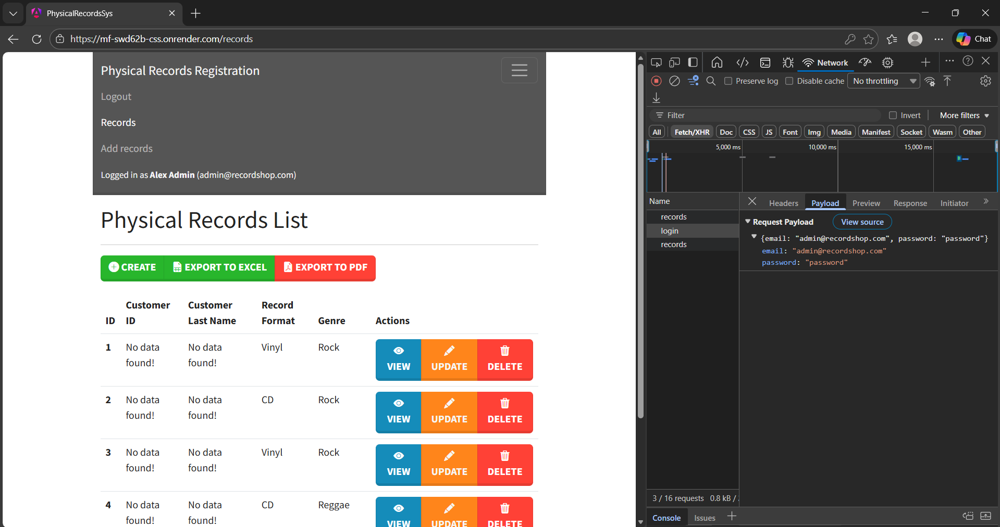 PhysicalRecordsSys
https://mf-swd62b-css.onrender.com/records
Chat
Physical Records Registration
Logout
Records
Add records
Logged in as Alex Admin (admin@recordshop.com)
Physical Records List
CREATE
EXPORT TO EXCEL
EXPORT TO PDF
ID
Customer ID
Customer Last Name
Record Format
Genre
Actions
1
No data found!
No data found!
Vinyl
Rock
VIEW
UPDATE
DELETE
2
No data found!
No data found!
CD
Rock
VIEW
UPDATE
DELETE
3
No data found!
No data found!
Vinyl
Rock
VIEW
UPDATE
DELETE
4
No data found!
No data found!
CD
Reggae
VIEW
UPDATE
DELETE
Network
Preserve log
Disable cache
No throttling
Filter
Invert
More filters
All
Fetch/XHR
Doc
CSS
JS
Font
Img
Media
Manifest
Socket
Wasm
Other
5,000 ms
10,000 ms
15,000 ms
Name
records
login
records
Headers
Payload
Preview
Response
Initiator
Request Payload
View source
{email: "admin@recordshop.com", password: "password"}
email: "admin@recordshop.com"
password: "password"
3 / 16 requests
0.8 kB /
Console
Issues